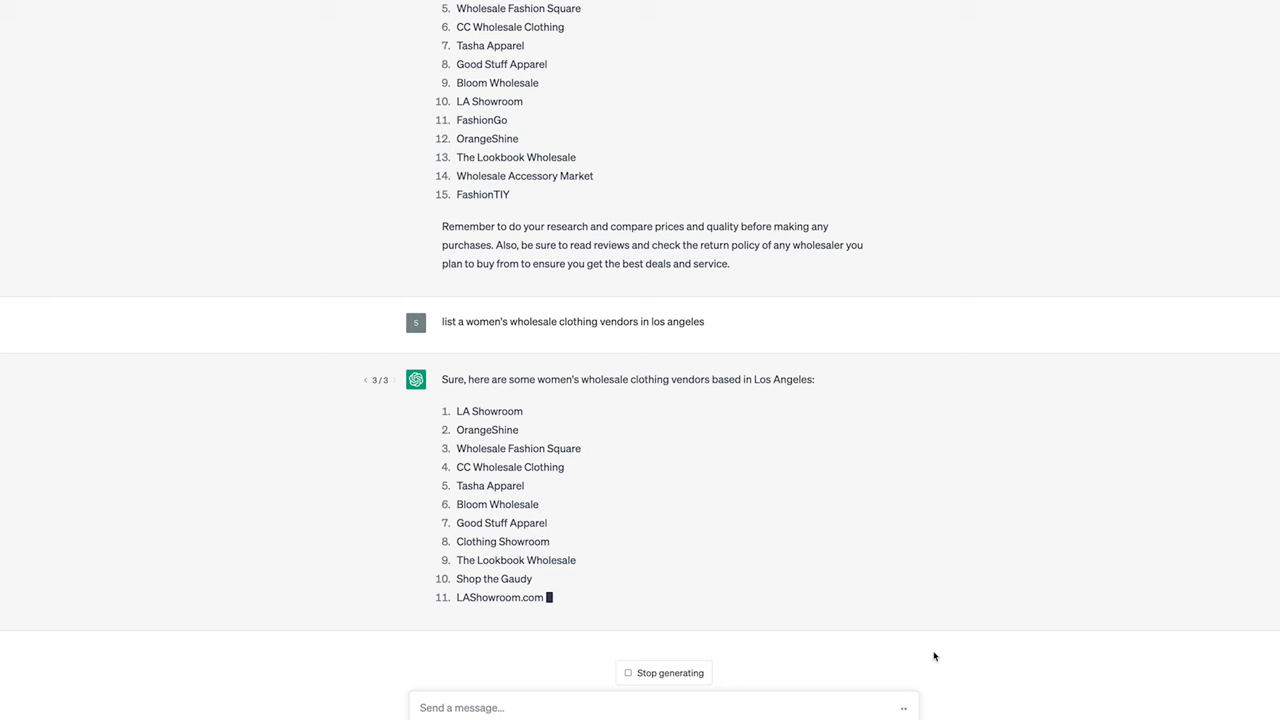 5. Wholesale Fashion Square
6. CC Wholesale Clothing
7. Tasha Apparel
8. Good Stuff Apparel
9. Bloom Wholesale
10. LA Showroom
11. FashionGo
12. OrangeShine
13. The Lookbook Wholesale
14. Wholesale Accessory Market
15. FashionTIY
Remember to do your research and compare prices and quality before making any
purchases. Also, be sure to read reviews and check the return policy of any wholesaler you
plan to buy from to ensure you get the best deals and service.
S list a women's wholesale clothing vendors in los angeles
< 3 / 3 > Sure, here are some women's wholesale clothing vendors based in Los Angeles:
1. LA Showroom
2. OrangeShine
3. Wholesale Fashion Square
4. CC Wholesale Clothing
5. Tasha Apparel
6. Bloom Wholesale
7. Good Stuff Apparel
8. Clothing Showroom
9. The Lookbook Wholesale
10. Shop the Gaudy
11. LAShowroom.com
Stop generating
Send a message...